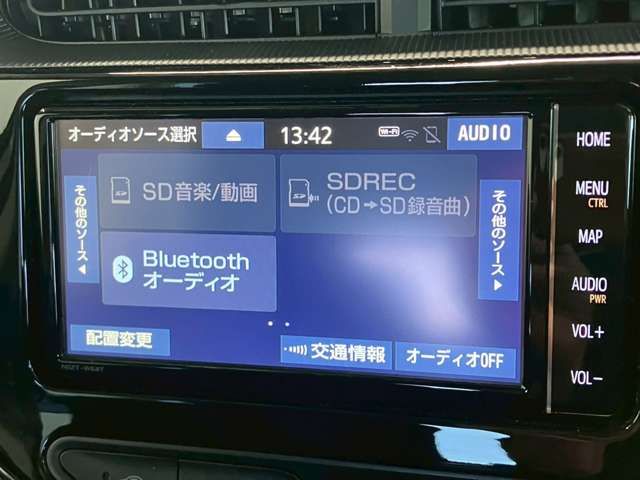 オーディオソース選択
13:42
Wi-Fi
AUDIO
その他のソース
SD音楽/動画
SDREC
(CD➡SD録音曲)
その他のソース
Bluetooth
オーディオ
配置変更
交通情報
オーディオOFF
HOME
MENU
CTRL
MAP
AUDIO
PWR
VOL+
VOL−